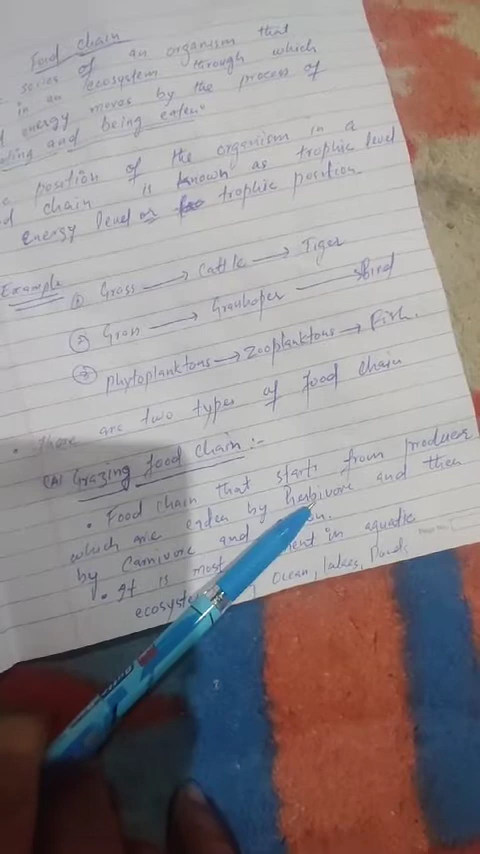 Food chain
series of an organism that
in an ecosystem through which
energy moves by the process of
and being eaten.
position of the organism in a
chain is known as trophic level
energy level or trophic position.
Example
① Grass → Cattle → Tiger
② Grass → Grasshoper → Bird
③ Phytoplanktons → Zooplanktons → Fish.
• There are two types of food chain
(A) Grazing food chain :-
• Food chain that starts from producer
which are eaten by herbivore and then
by Carnivore and
• It is most in aquatic
ocean, lakes, Ponds